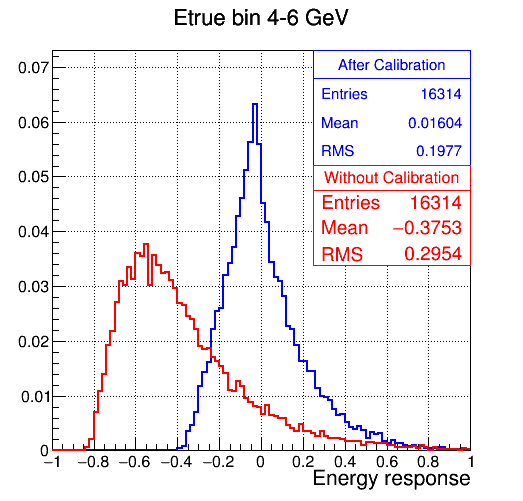 Etrue bin 4-6 GeV
After Calibration
Entries 16314
Mean 0.01604
RMS 0.1977
Without Calibration
Entries 16314
Mean −0.3753
RMS 0.2954
0.07
0.06
0.05
0.04
0.03
0.02
0.01
0
−1 −0.8 −0.6 −0.4 −0.2 0 0.2 0.4 0.6 0.8 1
Energy response